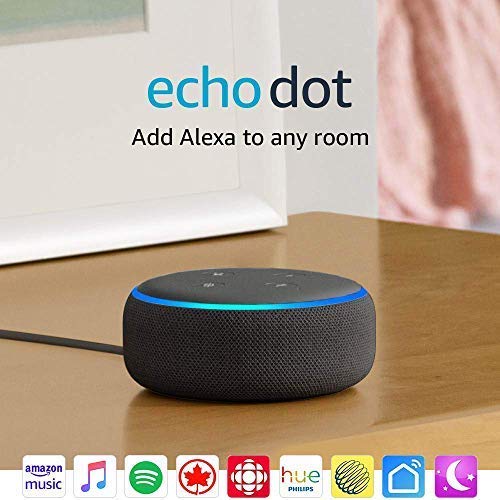 echo dot
Add Alexa to any room
amazon
music
hue
PHILIPS